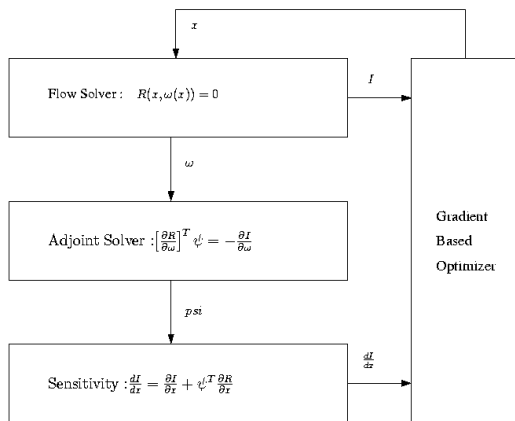 x
Flow Solver : R(x, ω(x)) = 0
I
ω
Adjoint Solver : [∂R/∂ω]^T ψ = −∂I/∂ω
Gradient
Based
Optimizer
psi
dI/dx
Sensitivity : dI/dx = ∂I/∂x + ψ^T ∂R/∂x